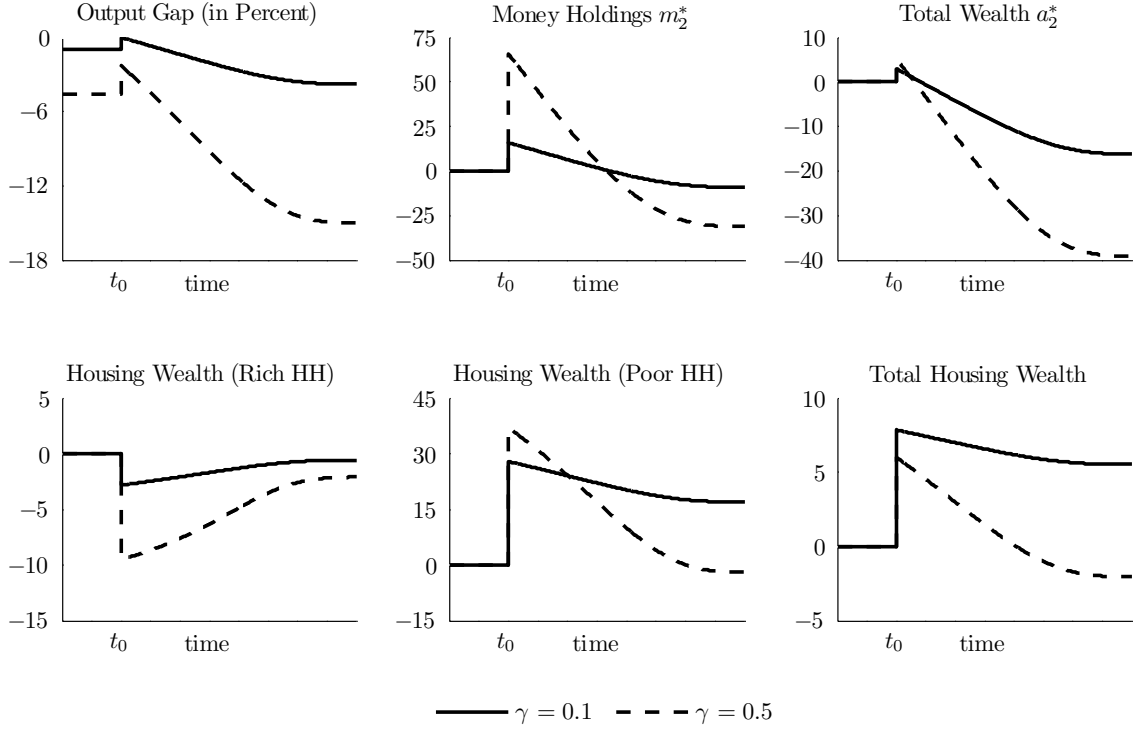 Output Gap (in Percent)
0
−6
−12
−18
t₀ time
Money Holdings m₂*
75
50
25
0
−25
−50
t₀ time
Total Wealth a₂*
10
0
−10
−20
−30
−40
t₀ time
Housing Wealth (Rich HH)
5
0
−5
−10
−15
t₀ time
Housing Wealth (Poor HH)
45
30
15
0
−15
t₀ time
Total Housing Wealth
10
5
0
−5
t₀ time
γ = 0.1 γ = 0.5